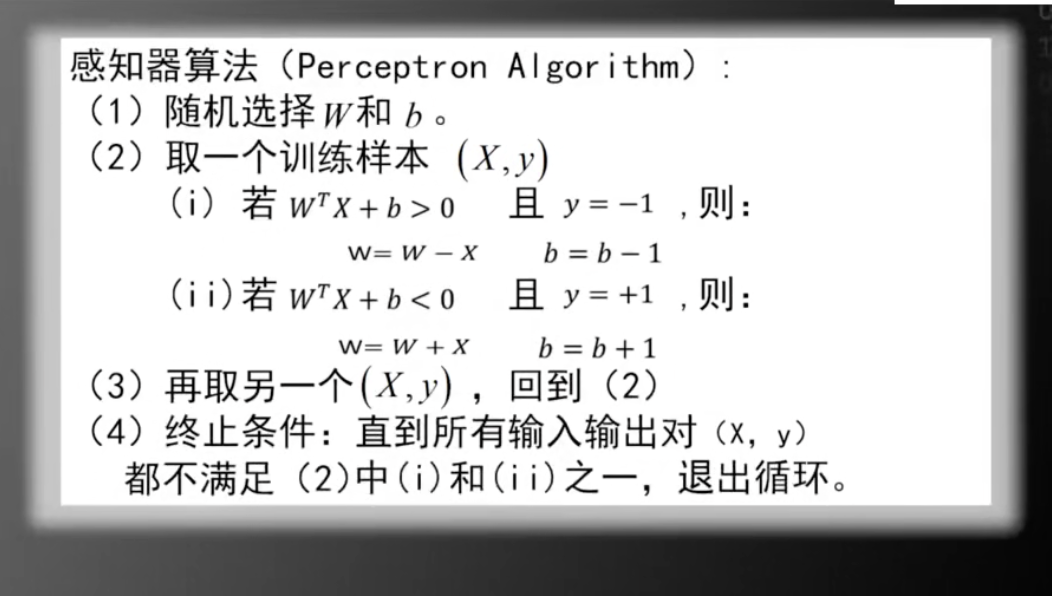 感知器算法（Perceptron Algorithm）:
（1）随机选择W和 b 。
（2）取一个训练样本 (X,y)
（i）若 WᵀX + b > 0 且 y = −1 ,则：
W= W − X b = b − 1
（ii)若 WᵀX + b < 0 且 y = +1 ,则：
W= W + X b = b + 1
（3）再取另一个(X,y) ，回到（2）
（4）终止条件：直到所有输入输出对（X，y）
都不满足（2)中(i)和(ii)之一，退出循环。